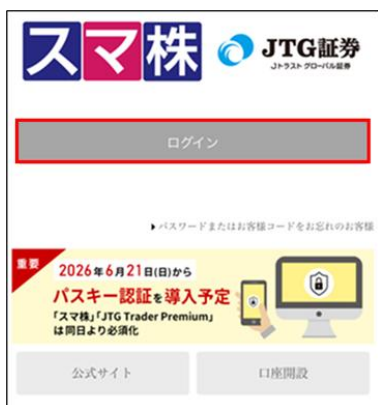 スマ株
JTG証券
Jトラスト グローバル証券
ログイン
パスワードまたはお客様コードをお忘れのお客様
重要
2026年6月21日(日)から
パスキー認証を導入予定
「スマ株」「JTG Trader Premium」
は同日より必須化
公式サイト
口座開設